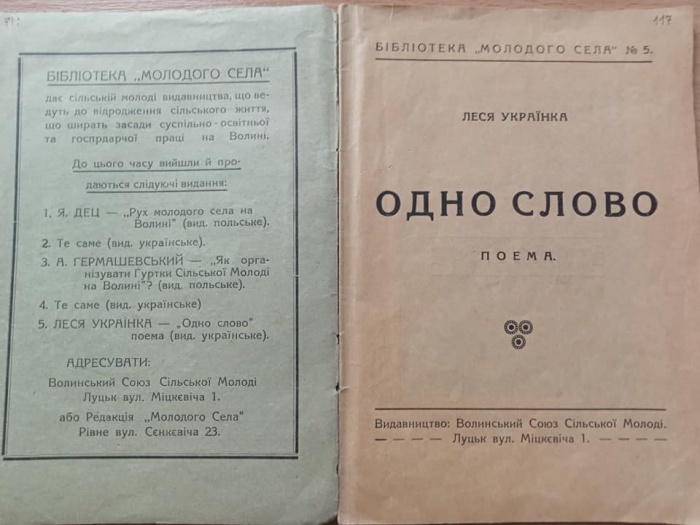 БІБЛІОТЕКА „МОЛОДОГО СЕЛА"
дає сільській молоді видавництва, що ве-
дуть до відродження сільського життя,
що ширать засади суспільно-освітньої
та госпрдарчої праці на Волині.
До цього часу вийшли й про-
даються слідуючі видання:
1. Я. ДЕЦ — „Рух молодого села на
Волині" (вид. польське).
2. Те саме (вид. українське).
3. А. ГЕРМАШЕВСЬКИЙ — „Як орга-
нізувати Гуртки Сільської Молоді
на Волині"? (вид. польське).
4. Те саме (вид. українське)
5. ЛЕСЯ УКРАЇНКА — „Одно слово"
поема (вид. українське).
АДРЕСУВАТИ:
Волинський Союз Сільської Молоді
Луцьк вул. Міцкєвіча 1.
або Редакція „Молодого Села"
Рівне вул. Сєнкєвіча 23.
117
БІБЛІОТЕКА „МОЛОДОГО СЕЛА" № 5.
ЛЕСЯ УКРАЇНКА
ОДНО СЛОВО
ПОЕМА.
Видавництво: Волинський Союз Сільської Молоді.
— — — — Луцьк вул. Міцкєвіча 1. — — — —